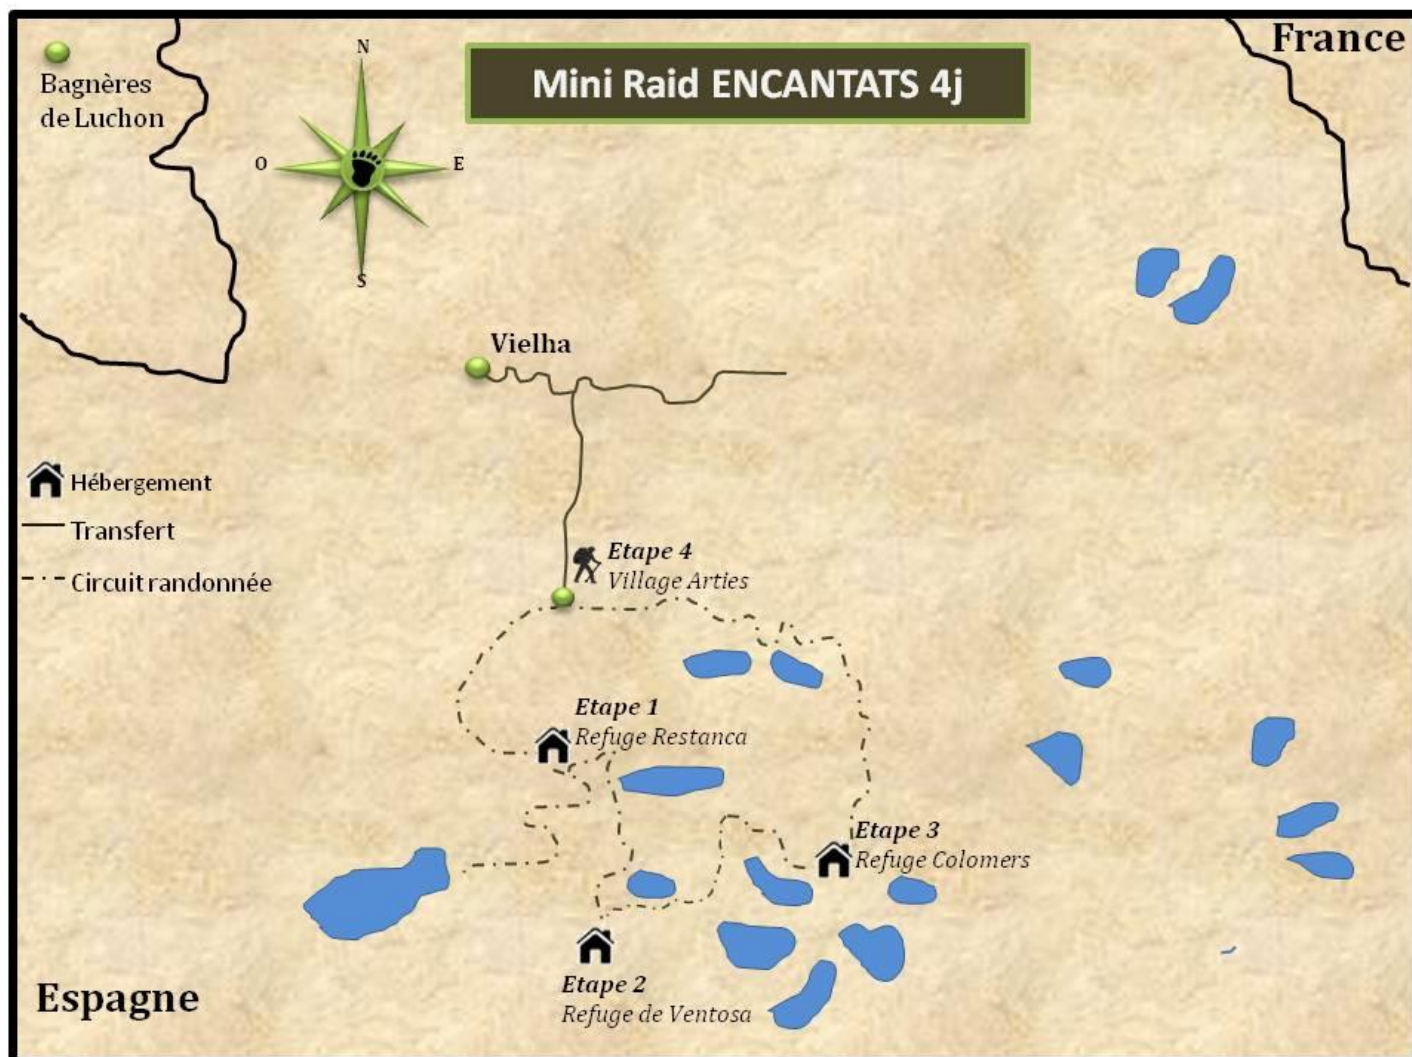 France
Mini Raid ENCANTATS 4j
Bagnères
de Luchon
N
O
E
S
Vielha
Hébergement
Transfert
Circuit randonnée
Etape 4
Village Arties
Etape 1
Refuge Restanca
Etape 3
Refuge Colomers
Etape 2
Refuge de Ventosa
Espagne